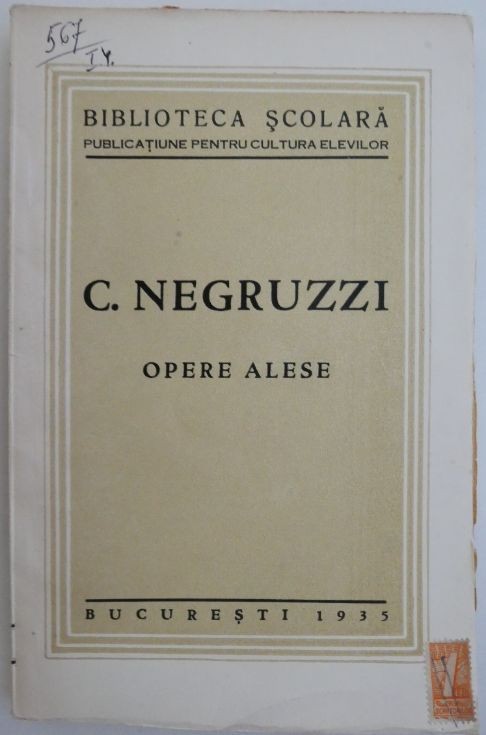 567
IV.
BIBLIOTECA ȘCOLARĂ
PUBLICAȚIUNE PENTRU CULTURA ELEVILOR
C. NEGRUZZI
OPERE ALESE
BUCUREȘTI 1935